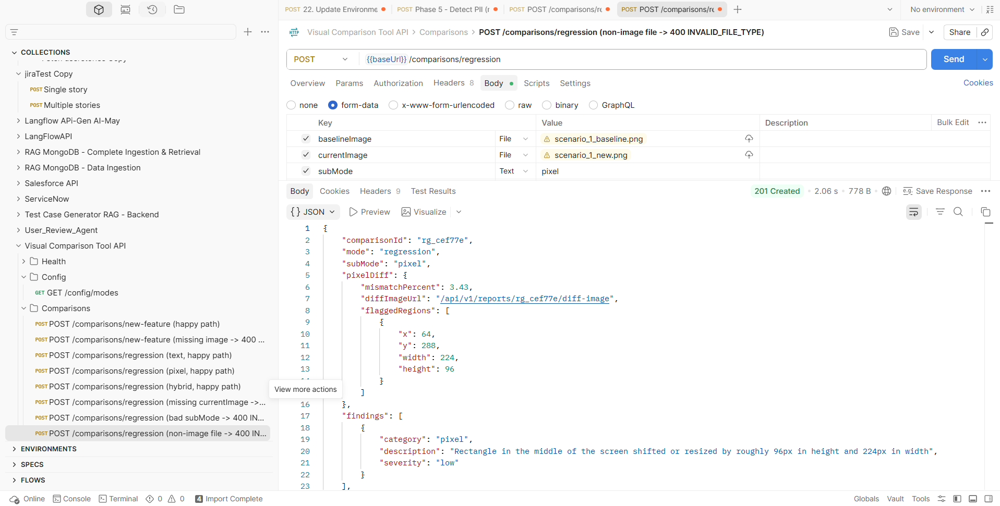 POST 22. Update Environme
POST Phase 5 - Detect PII (r
POST POST /comparisons/re
POST POST /comparisons/re
No environment
COLLECTIONS
jiraTest Copy
POST Single story
POST Multiple stories
Langflow APi-Gen AI-May
LangFlowAPI
RAG MongoDB - Complete Ingestion & Retrieval
RAG MongoDB - Data Ingestion
Salesforce API
ServiceNow
Test Case Generator RAG - Backend
User_Review_Agent
Visual Comparison Tool API
Health
Config
GET GET /config/modes
Comparisons
POST POST /comparisons/new-feature (happy path)
POST POST /comparisons/new-feature (missing image -> 400 ...
POST POST /comparisons/regression (text, happy path)
POST POST /comparisons/regression (pixel, happy path)
POST POST /comparisons/regression (hybrid, happy path)
POST POST /comparisons/regression (missing currentImage ->...
POST POST /comparisons/regression (bad subMode -> 400 IN...
POST POST /comparisons/regression (non-image file -> 400 IN...
ENVIRONMENTS
SPECS
FLOWS
View more actions
HTTP Visual Comparison Tool API > Comparisons > POST /comparisons/regression (non-image file -> 400 INVALID_FILE_TYPE)
Save
Share
POST {{baseUrl}} /comparisons/regression
Send
Overview Params Authorization Headers 8 Body Scripts Settings
Cookies
none form-data x-www-form-urlencoded raw binary GraphQL
Key Value Description Bulk Edit
baselineImage File scenario_1_baseline.png
currentImage File scenario_1_new.png
subMode Text pixel
Body Cookies Headers 9 Test Results
201 Created • 2.06 s • 778 B
e.g. Save Response
{} JSON Preview Visualize
1 {
2 "comparisonId": "rg_cef77e",
3 "mode": "regression",
4 "subMode": "pixel",
5 "pixelDiff": {
6 "mismatchPercent": 3.43,
7 "diffImageUrl": "/api/v1/reports/rg_cef77e/diff-image",
8 "flaggedRegions": [
9 {
10 "x": 64,
11 "y": 288,
12 "width": 224,
13 "height": 96
}
]
16 },
17 "findings": [
18 {
19 "category": "pixel",
20 "description": "Rectangle in the middle of the screen shifted or resized by roughly 96px in height and 224px in width",
21 "severity": "low"
22 }
23 ],
Online Console Terminal 0 0 4 Import Complete
Globals Vault Tools